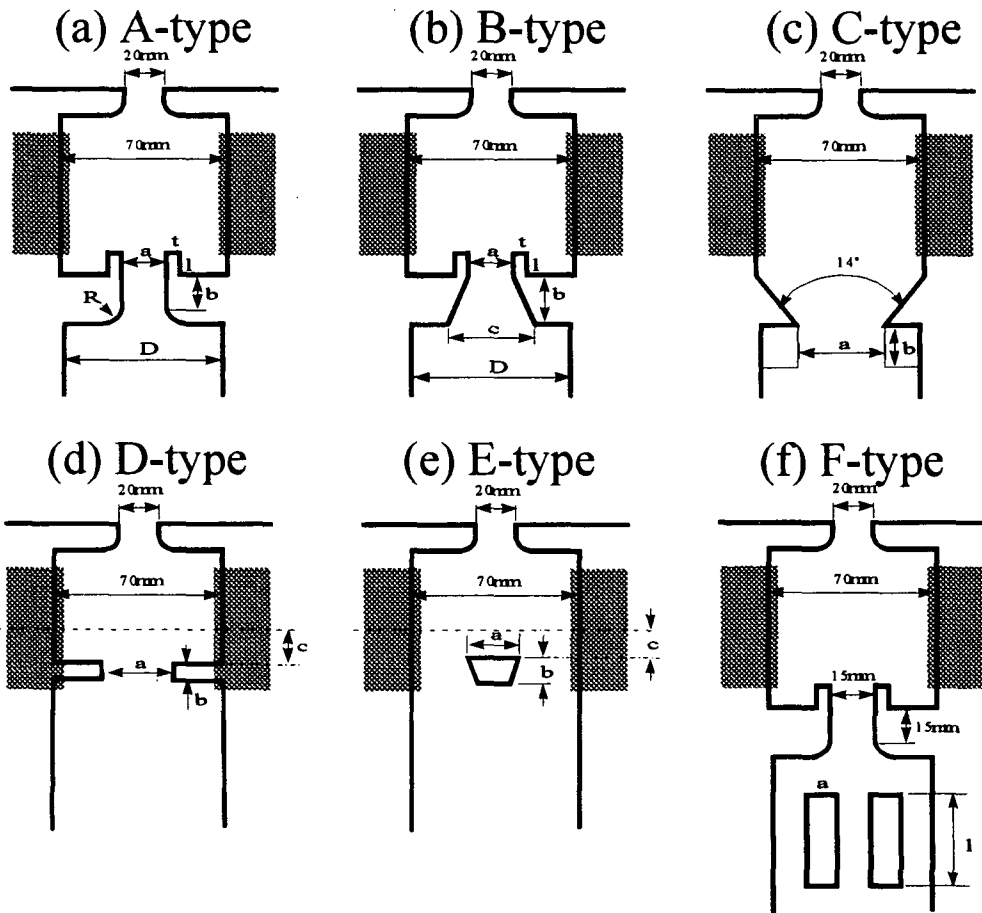 (a) A-type
20mm
70mm
a
t
l
b
R
D
(b) B-type
20mm
70mm
a
t
l
b
c
D
(c) C-type
20mm
70mm
14°
a
b
(d) D-type
20mm
70mm
c
a
b
(e) E-type
20mm
70mm
a
c
b
(f) F-type
20mm
70mm
15mm
15mm
a
l